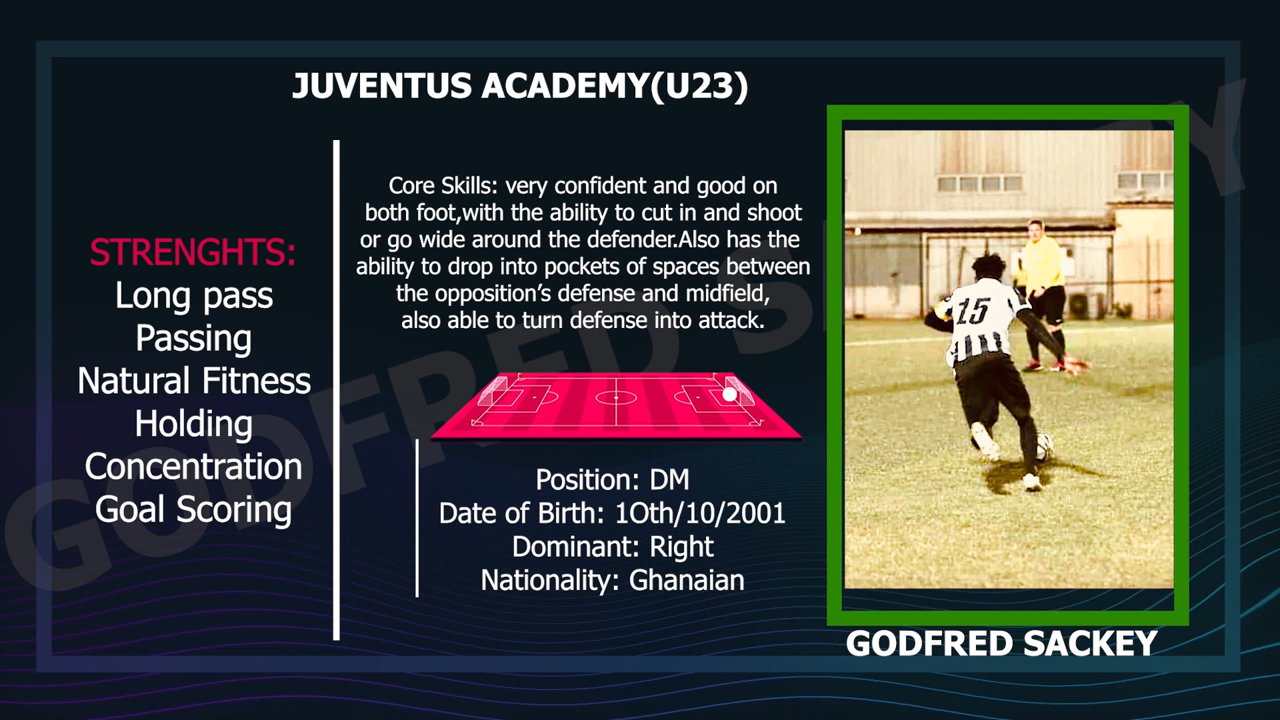 JUVENTUS ACADEMY(U23)
STRENGHTS:
Long pass
Passing
Natural Fitness
Holding
Concentration
Goal Scoring
Core Skills: very confident and good on
both foot,with the ability to cut in and shoot
or go wide around the defender.Also has the
ability to drop into pockets of spaces between
the opposition’s defense and midfield,
also able to turn defense into attack.
Position: DM
Date of Birth: 1Oth/10/2001
Dominant: Right
Nationality: Ghanaian
15
GODFRED SACKEY
GODFRED SACKEY